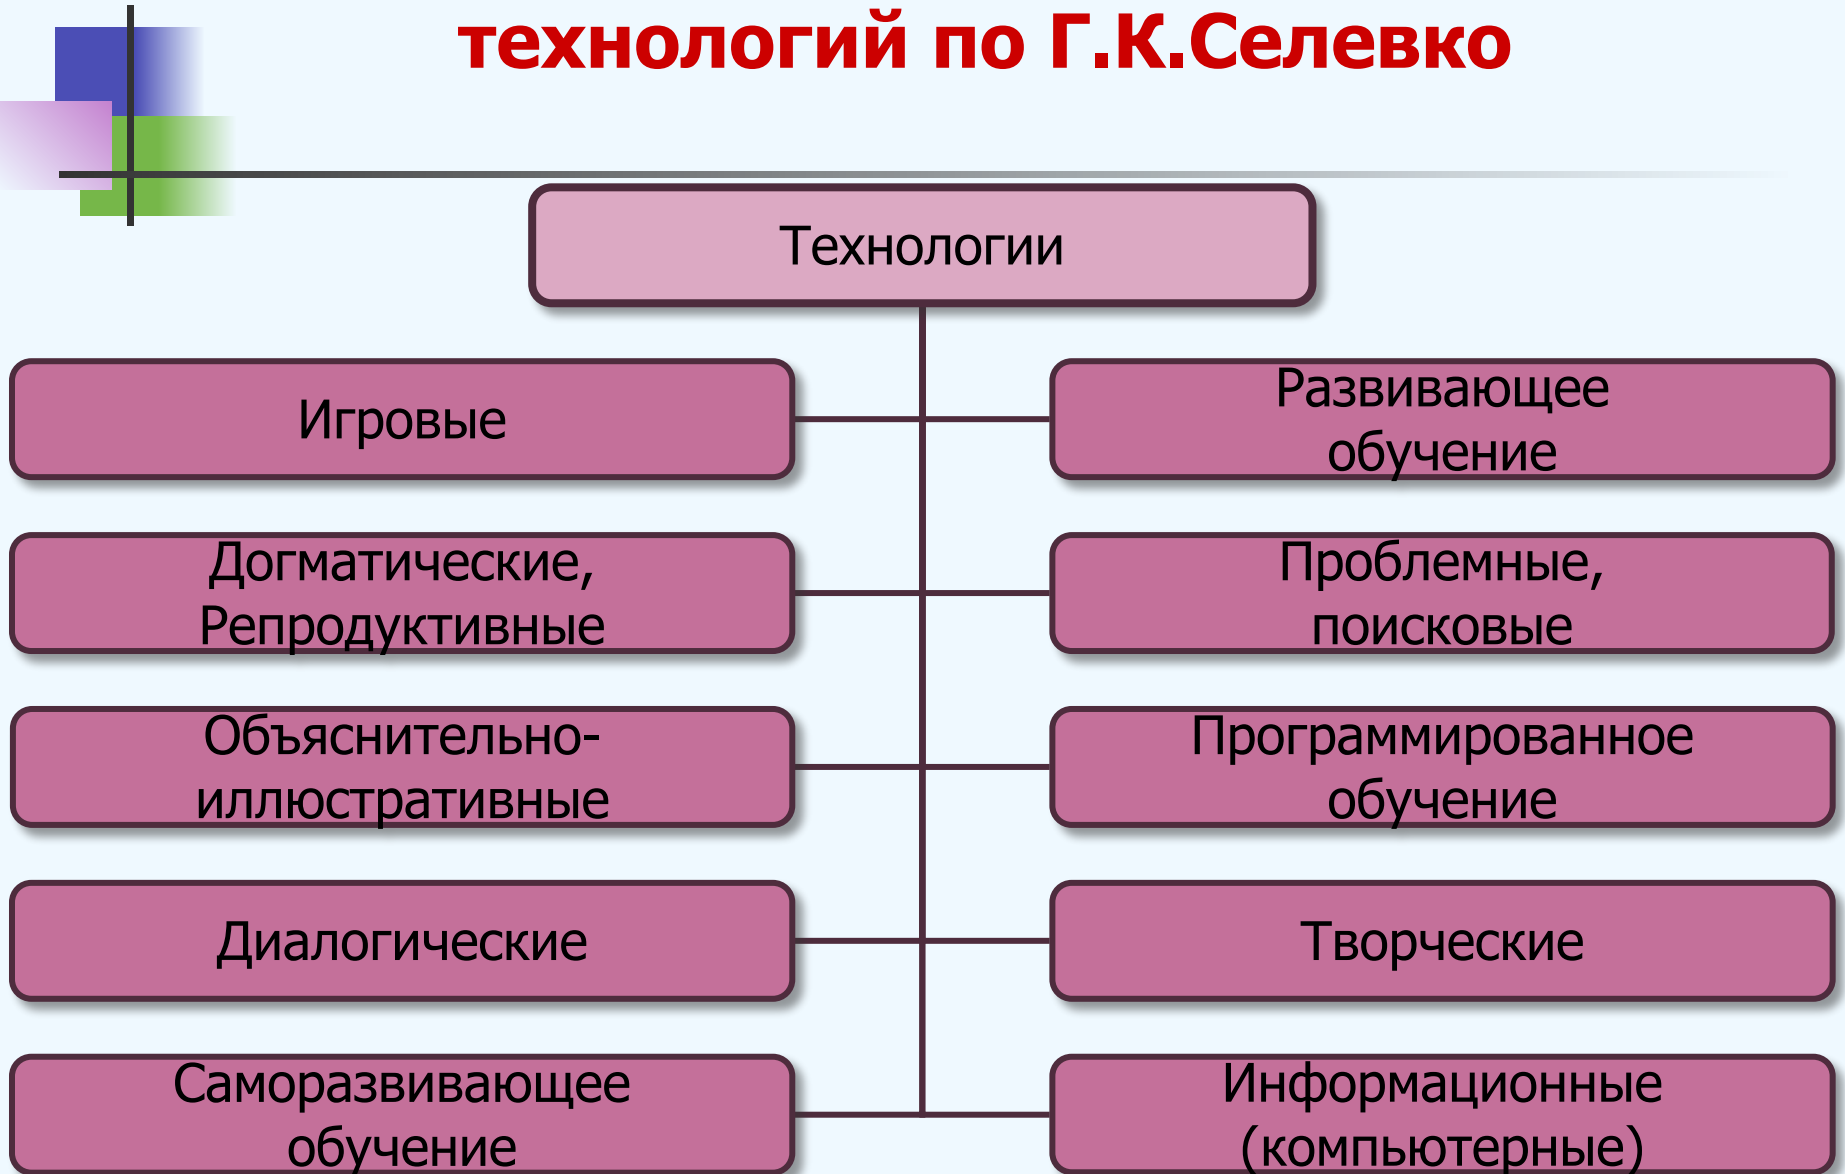 технологий по Г.К.Селевко
Технологии
Игровые
Развивающее
обучение
Догматические,
Репродуктивные
Проблемные,
поисковые
Объяснительно-
иллюстративные
Программированное
обучение
Диалогические
Творческие
Саморазвивающее
обучение
Информационные
(компьютерные)